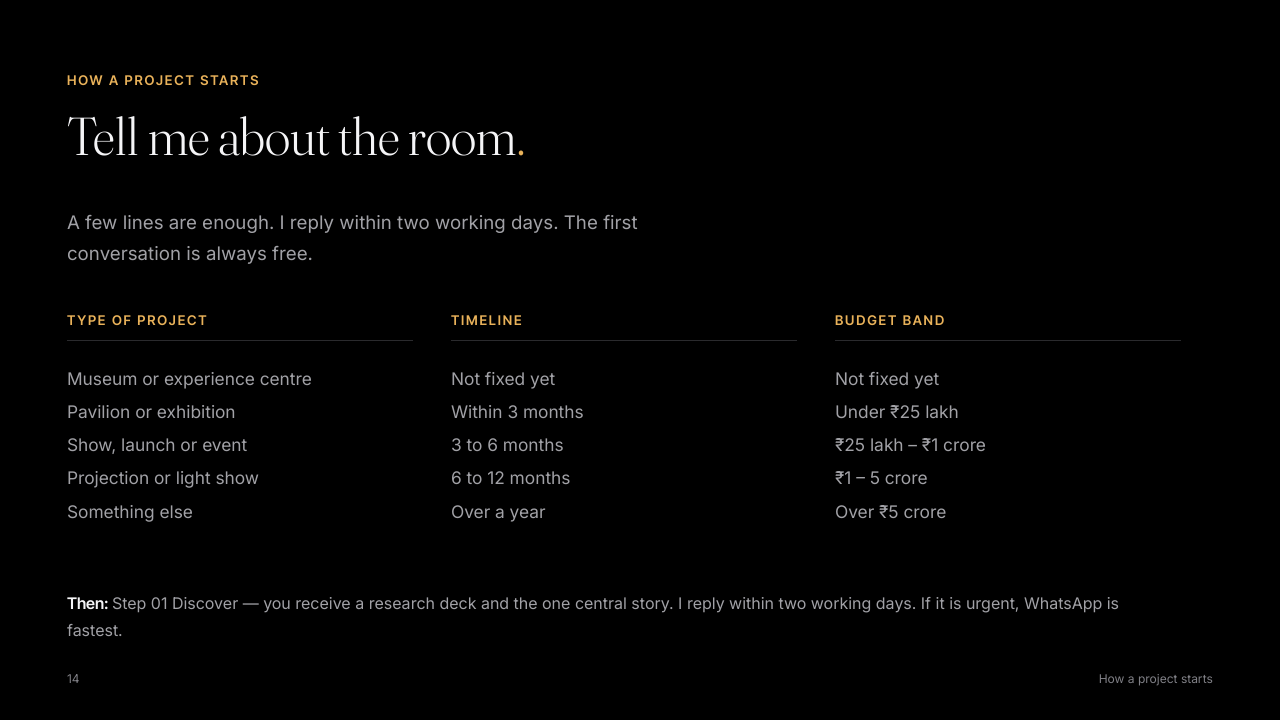 HOW A PROJECT STARTS
Tell me about the room.
A few lines are enough. I reply within two working days. The first
conversation is always free.
TYPE OF PROJECT
Museum or experience centre
Pavilion or exhibition
Show, launch or event
Projection or light show
Something else
TIMELINE
Not fixed yet
Within 3 months
3 to 6 months
6 to 12 months
Over a year
BUDGET BAND
Not fixed yet
Under ₹25 lakh
₹25 lakh – ₹1 crore
₹1 – 5 crore
Over ₹5 crore
Then: Step 01 Discover — you receive a research deck and the one central story. I reply within two working days. If it is urgent, WhatsApp is
fastest.
14
How a project starts